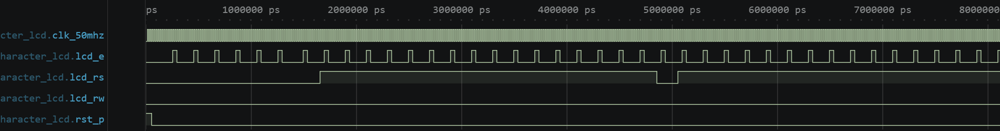 ps 1000000 ps 2000000 ps 3000000 ps 4000000 ps 5000000 ps 6000000 ps 7000000 ps 8000000
cter_lcd.clk_50mhz
haracter_lcd.lcd_e
aracter_lcd.lcd_rs
aracter_lcd.lcd_rw
haracter_lcd.rst_p